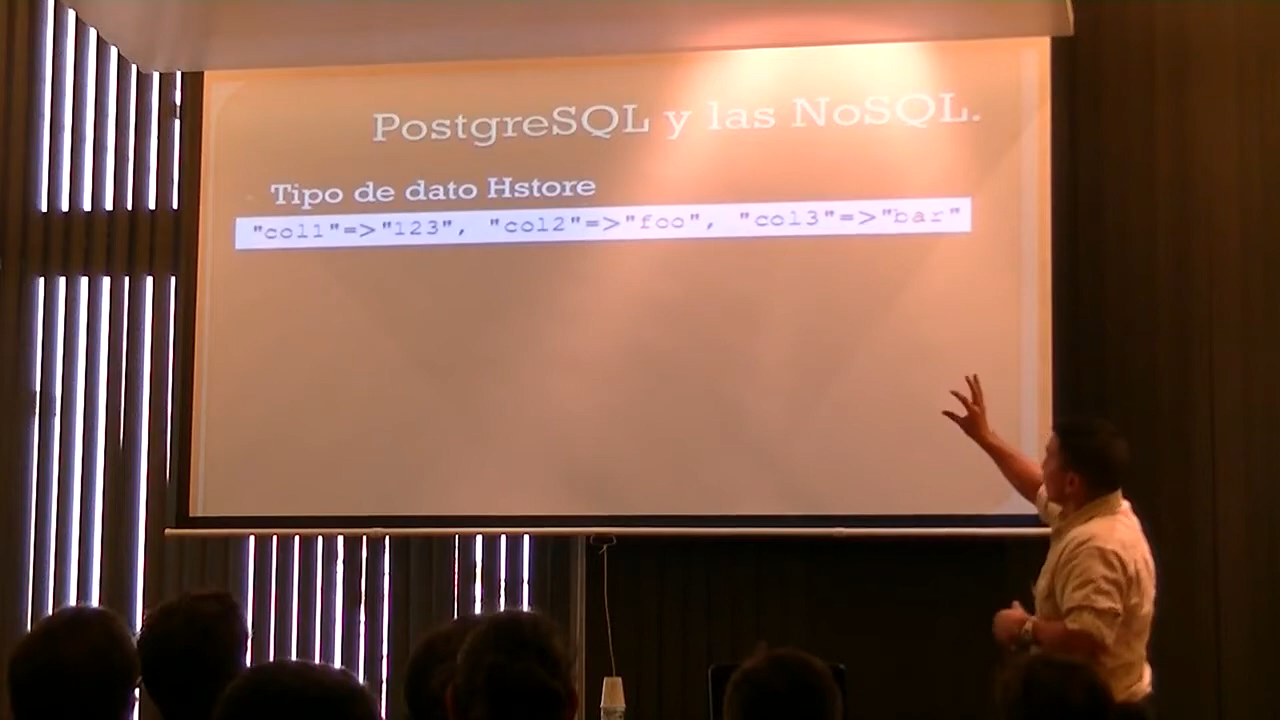 PostgreSQL y las NoSQL.
Tipo de dato Hstore
"col1"=>"123", "col2"=>"foo", "col3"=>"bar"